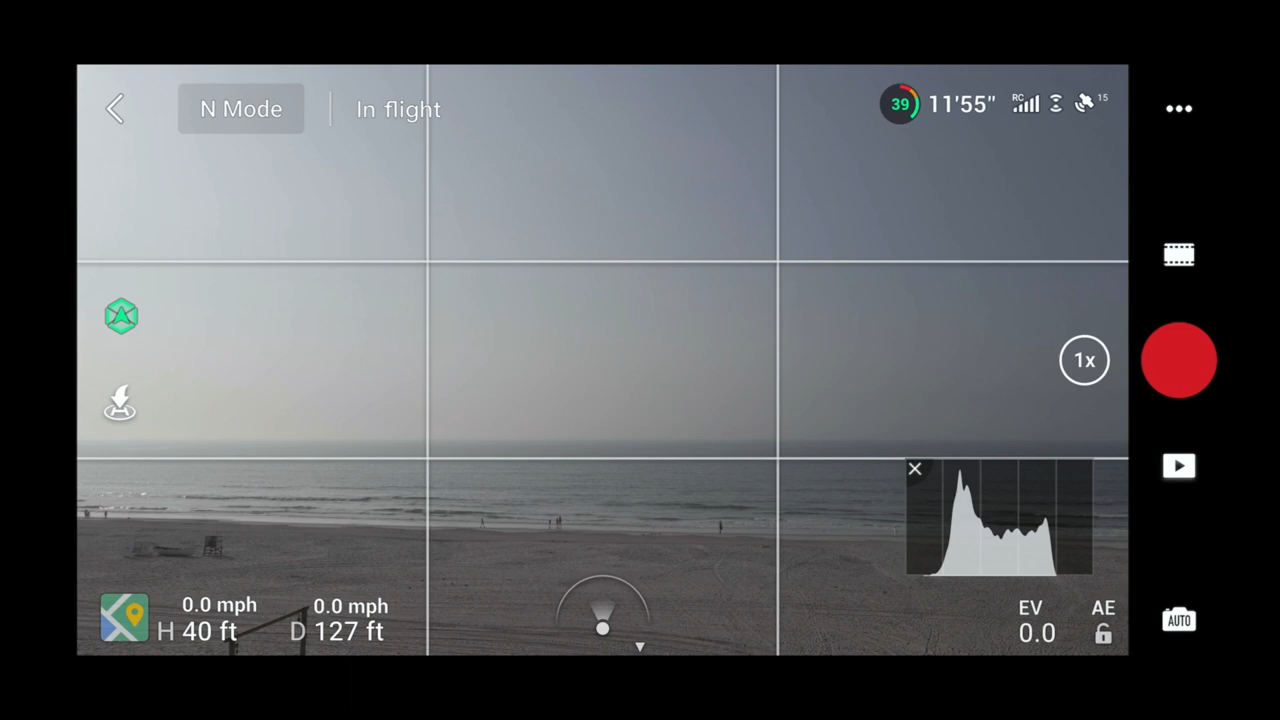 N Mode
In flight
39
11'55"
RC
15
1x
0.0 mph
0.0 mph
H 40 ft
D 127 ft
EV
AE
0.0
AUTO